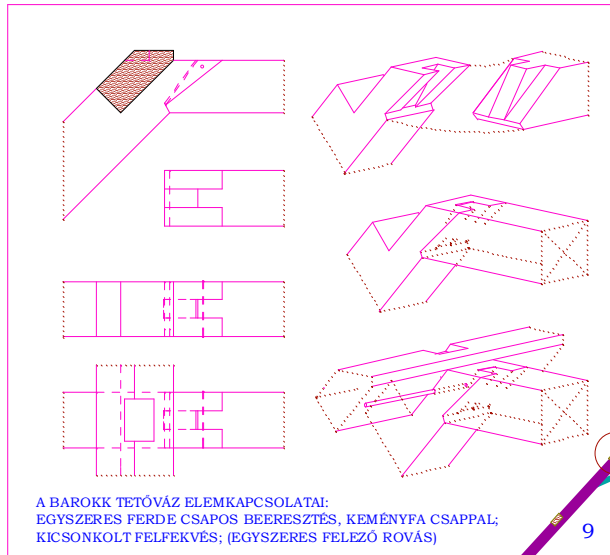 A BAROKK TETŐVÁZ ELEMKAPCSOLATAI:
EGYSZERES FERDE CSAPOS BEERESZTÉS, KEMÉNYFA CSAPPAL;
KICSONKOLT FELFEKVÉS; (EGYSZERES FELEZŐ ROVÁS)
9